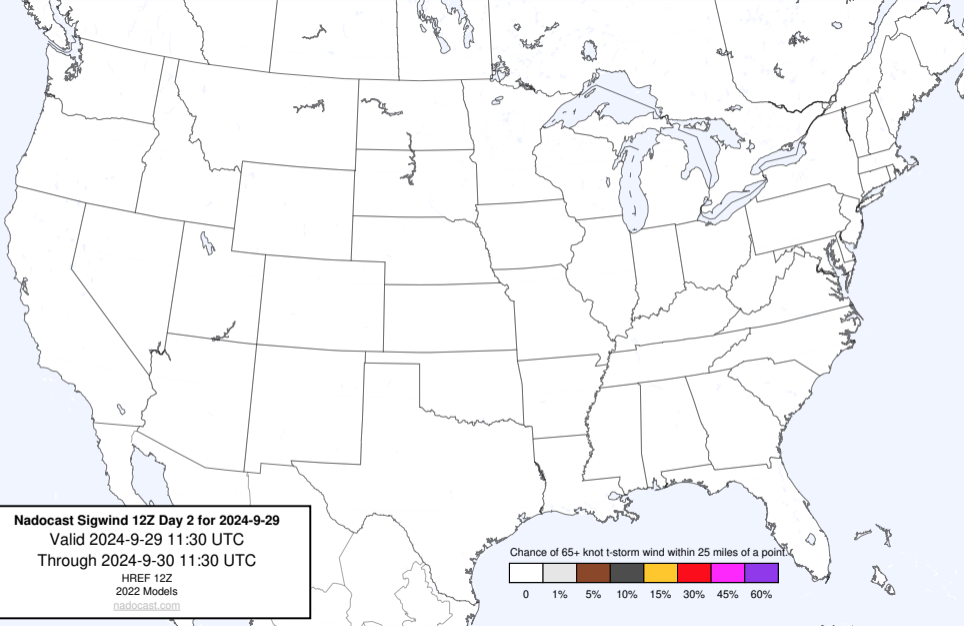 Nadocast Sigwind 12Z Day 2 for 2024-9-29
Valid 2024-9-29 11:30 UTC
Through 2024-9-30 11:30 UTC
HREF 12Z
2022 Models
nadocast.com
Chance of 65+ knot t-storm wind within 25 miles of a point.
0 1% 5% 10% 15% 30% 45% 60%